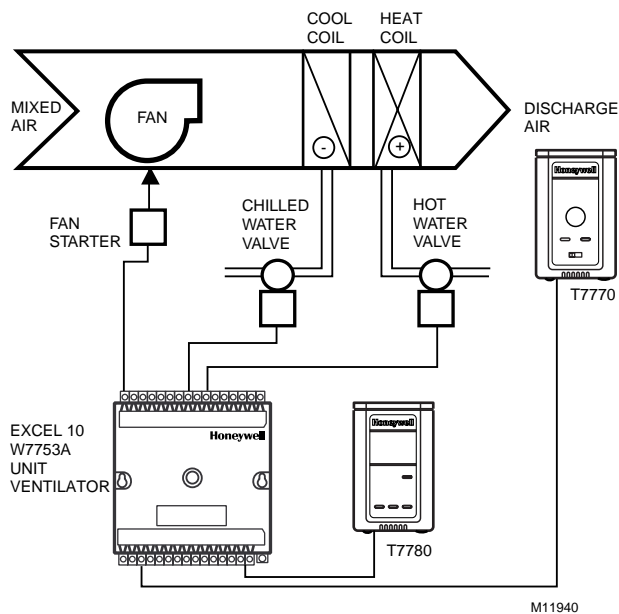 COOL
COIL
HEAT
COIL
MIXED
AIR
FAN
-
+
DISCHARGE
AIR
Honeywell
T7770
FAN
STARTER
CHILLED
WATER
VALVE
HOT
WATER
VALVE
EXCEL 10
W7753A
UNIT
VENTILATOR
Honeywell
Honeywell
T7780
M11940